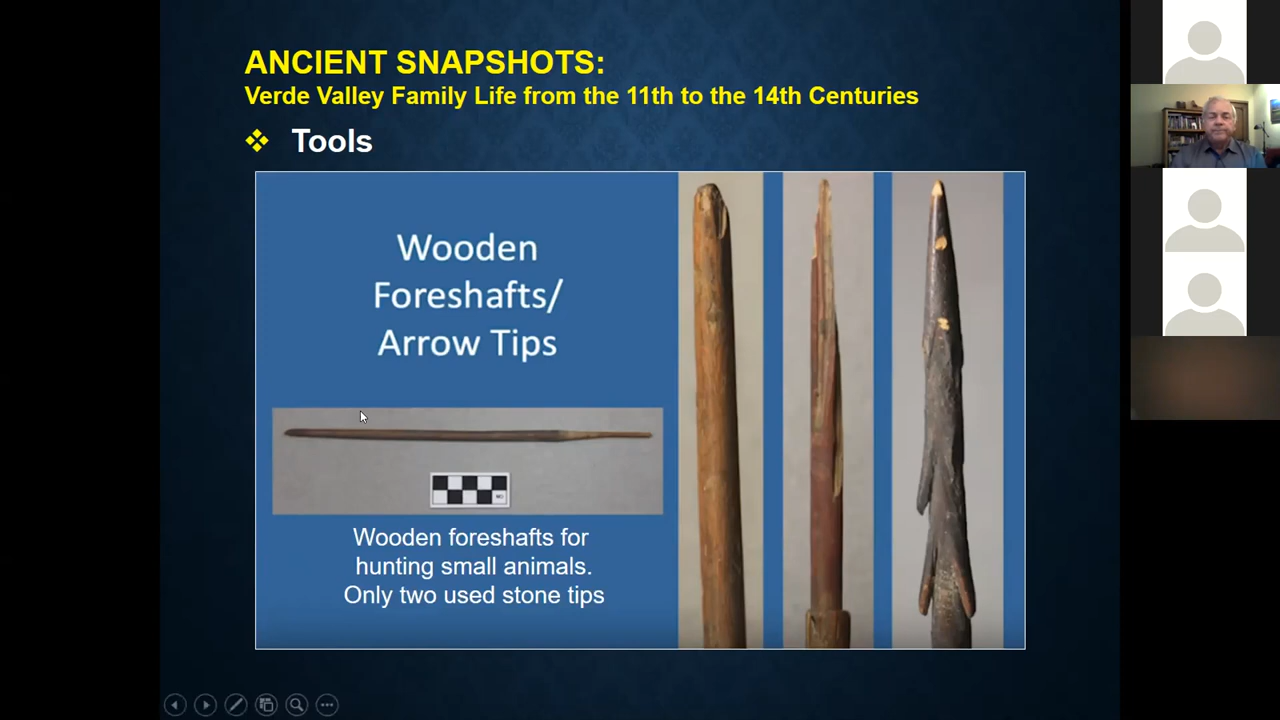 ANCIENT SNAPSHOTS:
Verde Valley Family Life from the 11th to the 14th Centuries
Tools
Wooden
Foreshafts/
Arrow Tips
Wooden foreshafts for
hunting small animals.
Only two used stone tips